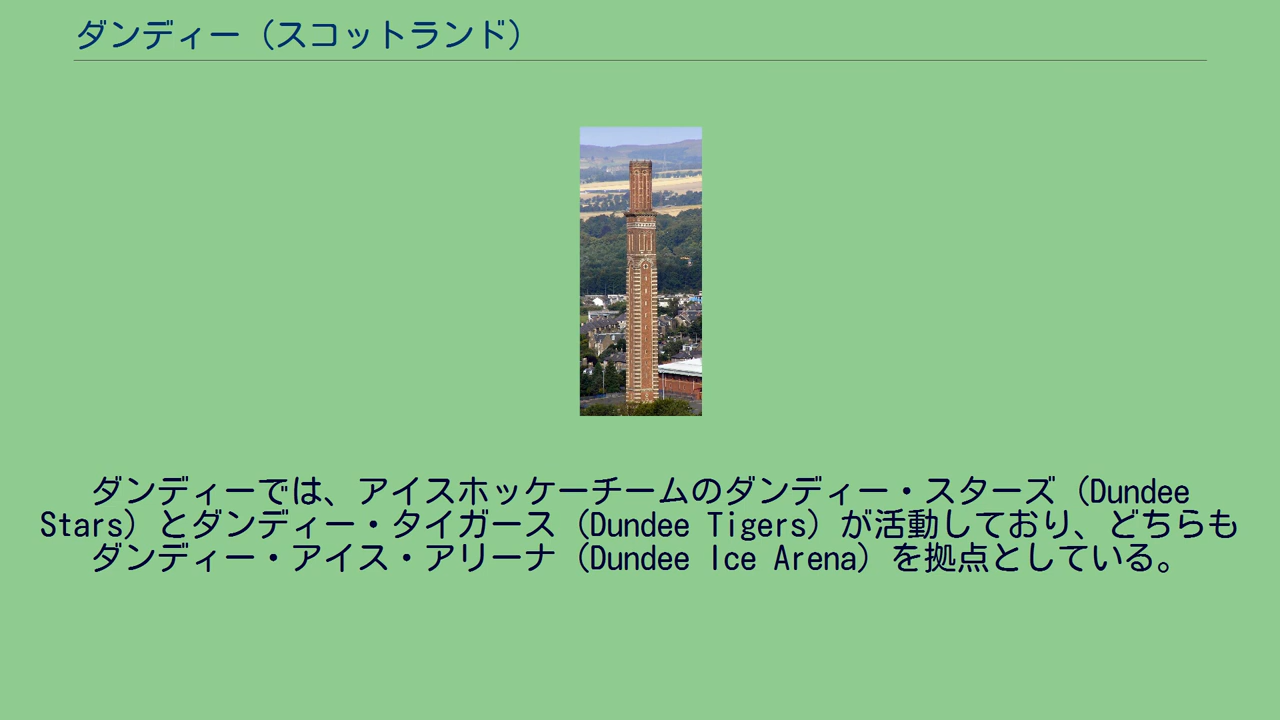 ダンディー（スコットランド）
ダンディーでは、アイスホッケーチームのダンディー・スターズ（Dundee
Stars）とダンディー・タイガース（Dundee Tigers）が活動しており、どちらも
ダンディー・アイス・アリーナ（Dundee Ice Arena）を拠点としている。